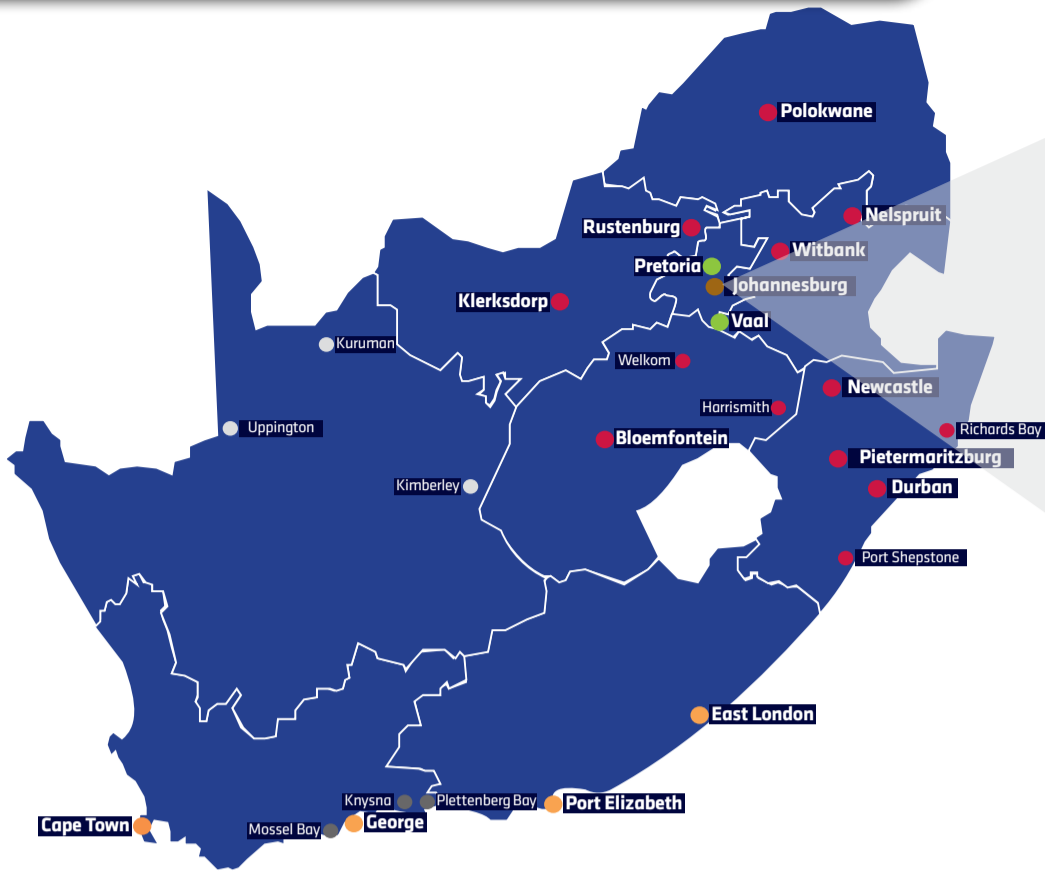 Polokwane
Nelspruit
Rustenburg
Witbank
Pretoria
Johannesburg
Klerksdorp
Vaal
Kuruman
Welkom
Newcastle
Harrismith
Uppington
Richards Bay
Bloemfontein
Pietermaritzburg
Kimberley
Durban
Port Shepstone
East London
Knysna
Plettenberg Bay
Port Elizabeth
George
Cape Town
Mossel Bay